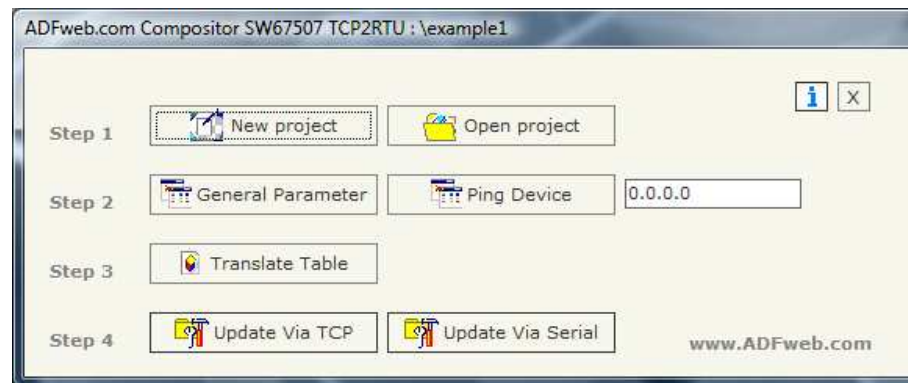 ADFweb.com Compositor SW67507 TCP2RTU : \example1
i X
Step 1 New project Open project
Step 2 General Parameter Ping Device 0.0.0.0
Step 3 Translate Table
Step 4 Update Via TCP Update Via Serial
www.ADFweb.com